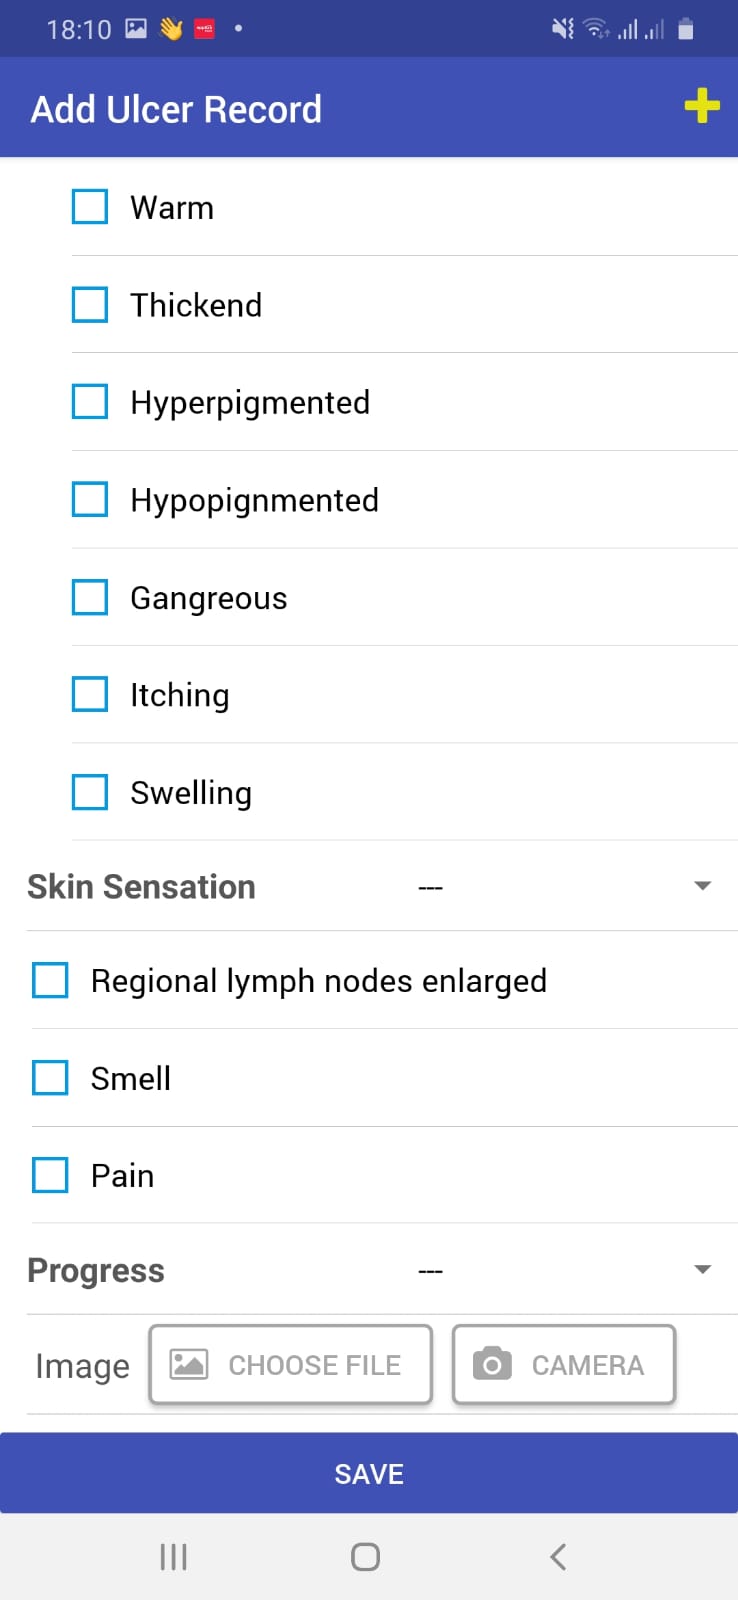 18:10
Add Ulcer Record
Warm
Thickend
Hyperpigmented
Hypopignmented
Gangreous
Itching
Swelling
Skin Sensation ---
Regional lymph nodes enlarged
Smell
Pain
Progress ---
Image CHOOSE FILE CAMERA
SAVE